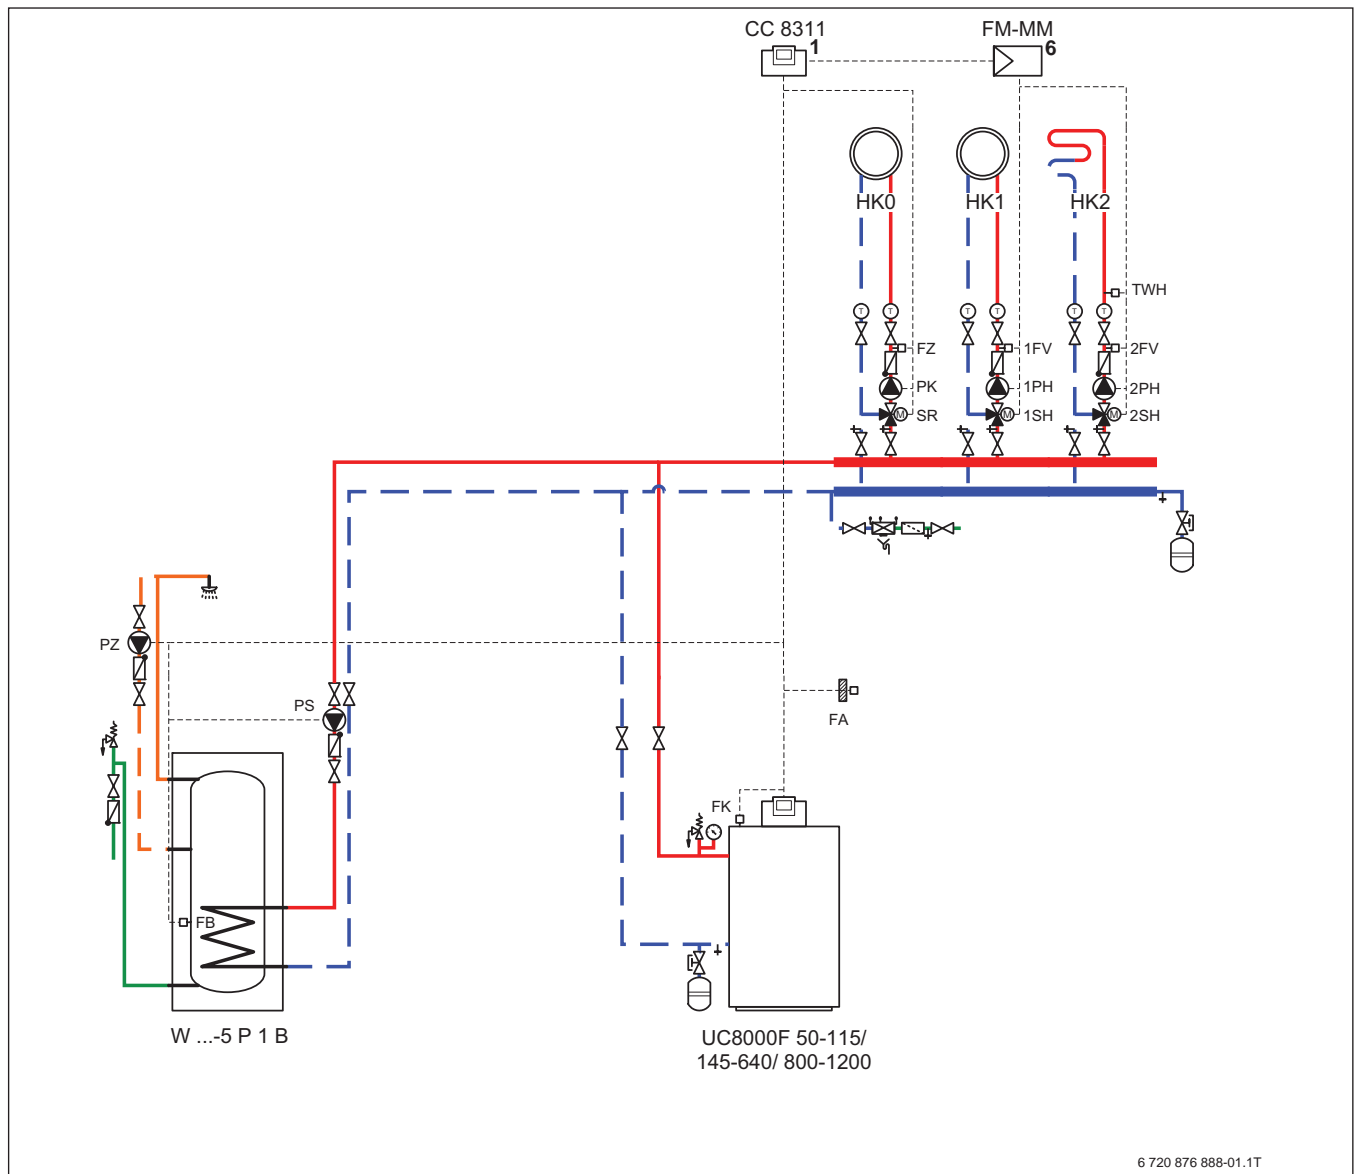 CC 8311
1
FM-MM
6
HK0
HK1
HK2
TWH
T
T
T
T
T
T
FZ
1FV
2FV
PK
1PH
2PH
M
SR
M
1SH
M
2SH
PZ
PS
FA
FK
FB
W ...-5 P 1 B
UC8000F 50-115/
145-640/ 800-1200
6 720 876 888-01.1T